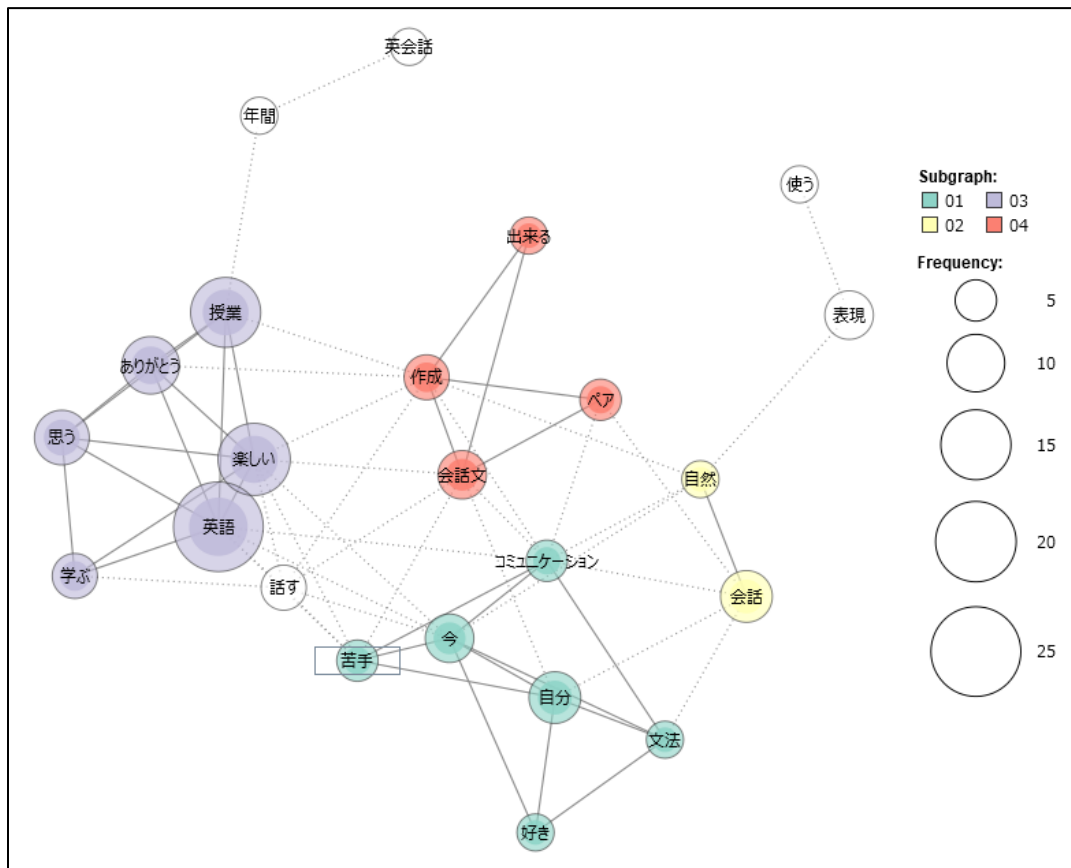 英会話
年間
使う
出来る
授業
表現
ありがとう
作成
ペア
思う
楽しい
会話文
自然
英語
コミュニケーション
学ぶ
話す
会話
今
苦手
自分
文法
好き
Subgraph:
01 03
02 04
Frequency:
5
10
15
20
25